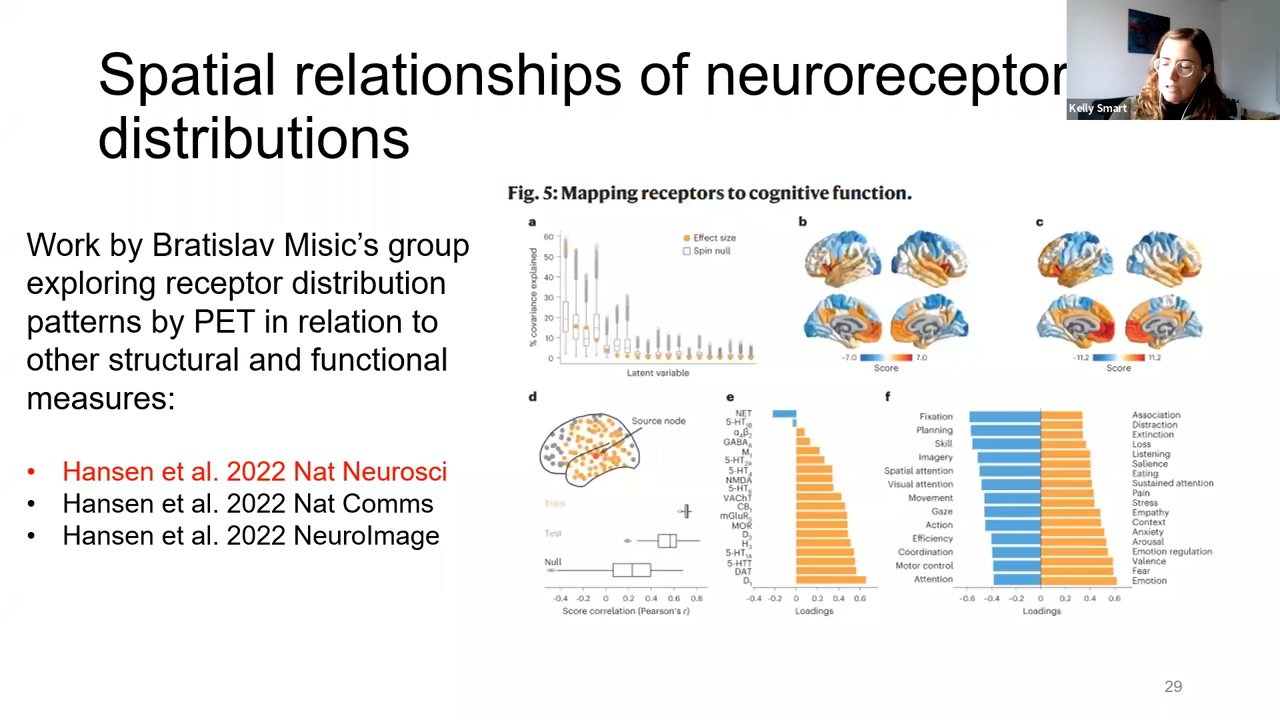 Spatial relationships of neuroreceptor
distributions
Kelly Smart
Work by Bratislav Misic's group
exploring receptor distribution
patterns by PET in relation to
other structural and functional
measures:
• Hansen et al. 2022 Nat Neurosci
• Hansen et al. 2022 Nat Comms
• Hansen et al. 2022 NeuroImage
Fig. 5: Mapping receptors to cognitive function.
a
% covariance explained
60
50
40
30
20
10
0
Effect size
Spin null
Latent variable
b
-7.0 7.0
Score
c
-11.2 11.2
Score
d
Source node
Train
Test
Null
-0.4 -0.2 0 0.2 0.4 0.6 0.8
Score correlation (Pearson's r)
e
NET
5-HT1B
α4β2
GABAA
M1
5-HT2A
5-HT4
NMDA
5-HT6
VAChT
CB1
mGluR5
MOR
D2
H3
5-HT1A
5-HTT
DAT
D1
-0.4 -0.2 0 0.2 0.4 0.6
Loadings
f
Fixation
Planning
Skill
Imagery
Spatial attention
Visual attention
Movement
Gaze
Action
Efficiency
Coordination
Motor control
Attention
Association
Distraction
Extinction
Loss
Listening
Salience
Eating
Sustained attention
Pain
Stress
Empathy
Context
Anxiety
Arousal
Emotion regulation
Valence
Fear
Emotion
-0.6 -0.4 -0.2 0 0.2 0.4 0.6
Loadings
29